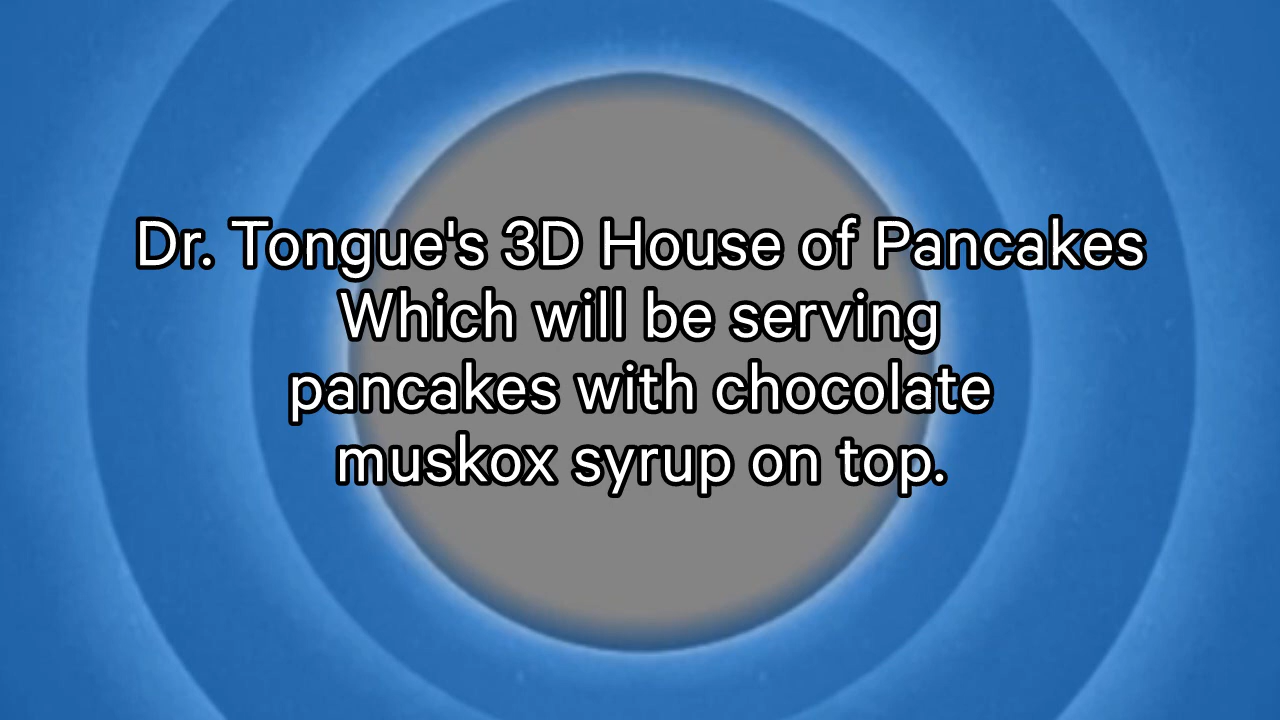 Dr. Tongue's 3D House of Pancakes
Which will be serving
pancakes with chocolate
muskox syrup on top.